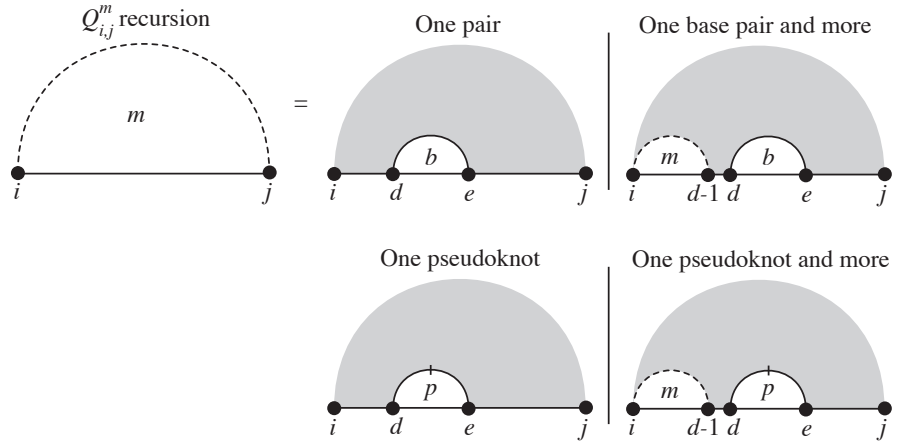 Q^m_{i,j} recursion
One pair
One base pair and more
m
=
b
m
b
i
j
i
d
e
j
i
d-1
d
e
j
One pseudoknot
One pseudoknot and more
p
m
p
i
d
e
j
i
d-1
d
e
j